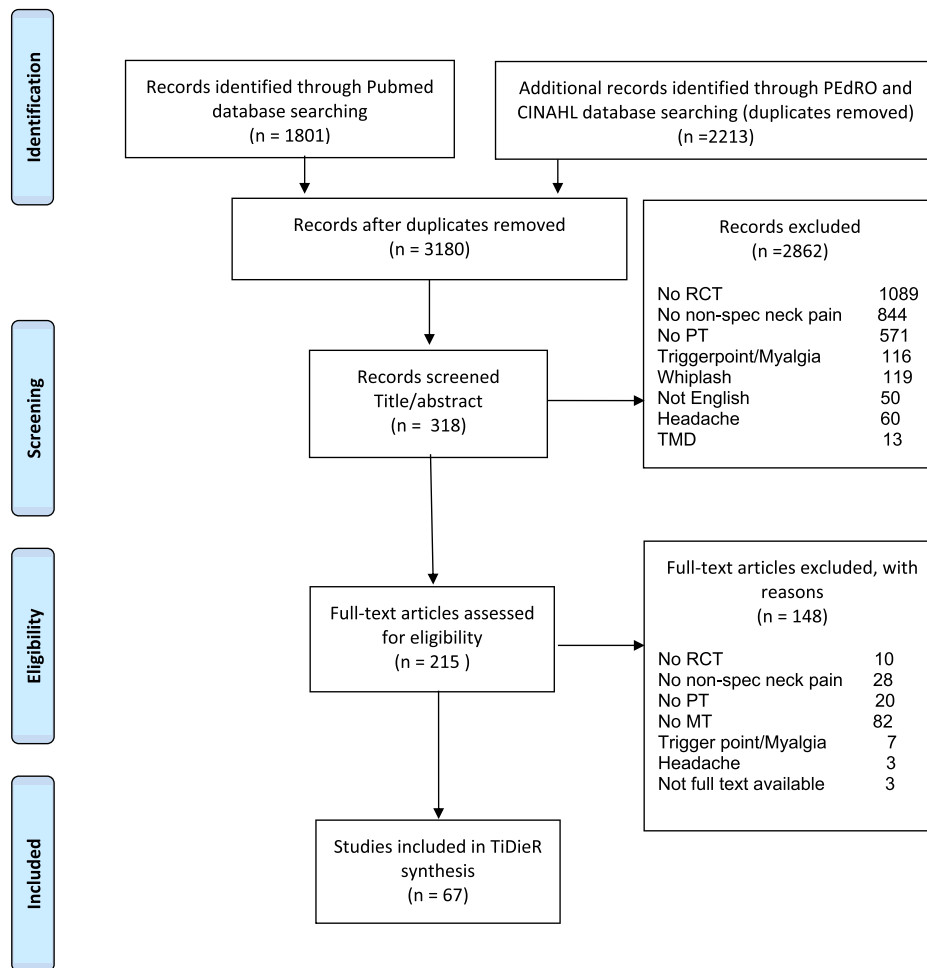 Identification
Records identified through Pubmed
database searching
(n = 1801)
Additional records identified through PEdRO and
CINAHL database searching (duplicates removed)
(n =2213)
Records after duplicates removed
(n = 3180)
Records excluded
(n =2862)
No RCT 1089
No non-spec neck pain 844
No PT 571
Triggerpoint/Myalgia 116
Whiplash 119
Not English 50
Headache 60
TMD 13
Screening
Records screened
Title/abstract
(n = 318)
Eligibility
Full-text articles assessed
for eligibility
(n = 215 )
Full-text articles excluded, with
reasons
(n = 148)
No RCT 10
No non-spec neck pain 28
No PT 20
No MT 82
Trigger point/Myalgia 7
Headache 3
Not full text available 3
Included
Studies included in TiDieR
synthesis
(n = 67)